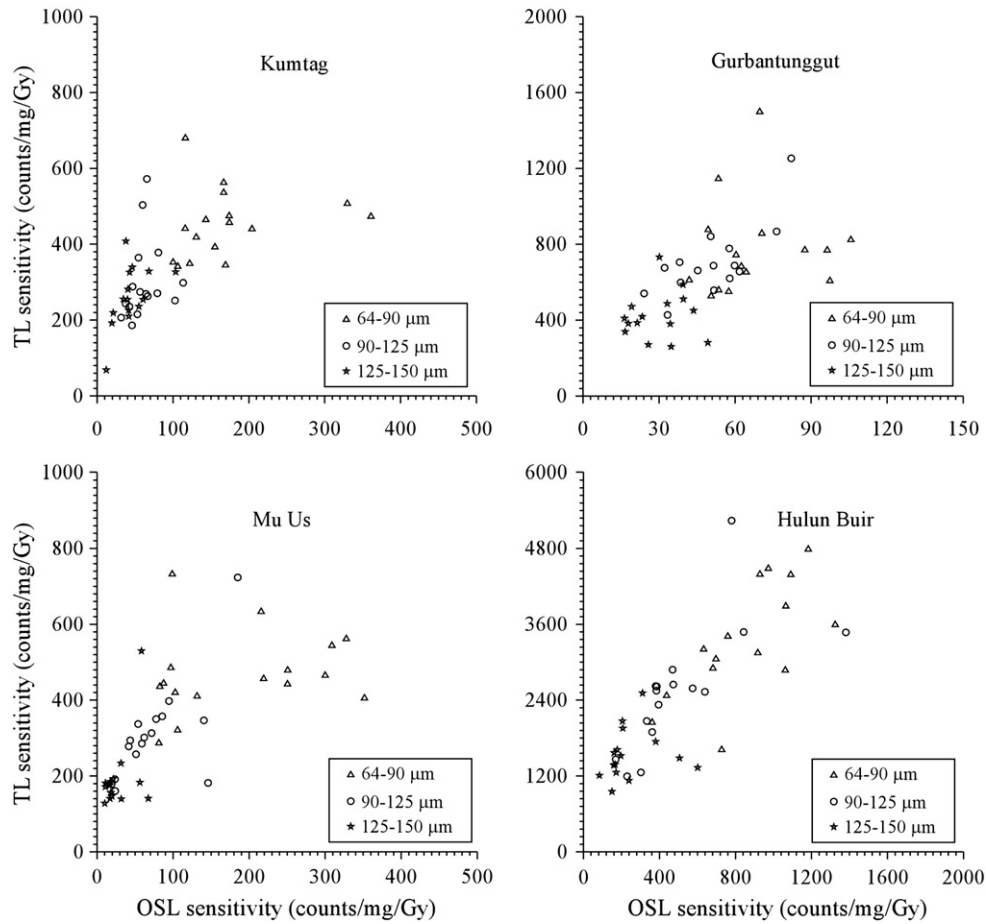 1000
800
600
400
200
0
TL sensitivity (counts/mg/Gy)
Kumtag
64-90 μm
90-125 μm
125-150 μm
0 100 200 300 400 500
2000
1600
1200
800
400
0
Gurbantunggut
64-90 μm
90-125 μm
125-150 μm
0 30 60 90 120 150
1000
800
600
400
200
0
TL sensitivity (counts/mg/Gy)
Mu Us
64-90 μm
90-125 μm
125-150 μm
0 100 200 300 400 500
OSL sensitivity (counts/mg/Gy)
6000
4800
3600
2400
1200
0
Hulun Buir
64-90 μm
90-125 μm
125-150 μm
0 400 800 1200 1600 2000
OSL sensitivity (counts/mg/Gy)